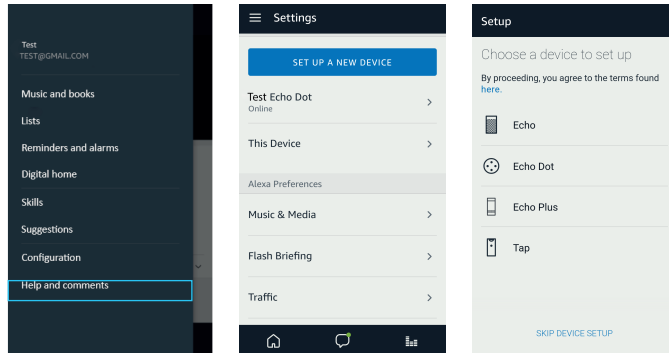 Test
TEST@GMAIL.COM
Music and books
Lists
Reminders and alarms
Digital home
Skills
Suggestions
Configuration
Help and comments
Settings
SET UP A NEW DEVICE
Test Echo Dot
Online
This Device
Alexa Preferences
Music & Media
Flash Briefing
Traffic
Setup
Choose a device to set up
By proceeding, you agree to the terms found
here.
Echo
Echo Dot
Echo Plus
Tap
SKIP DEVICE SETUP